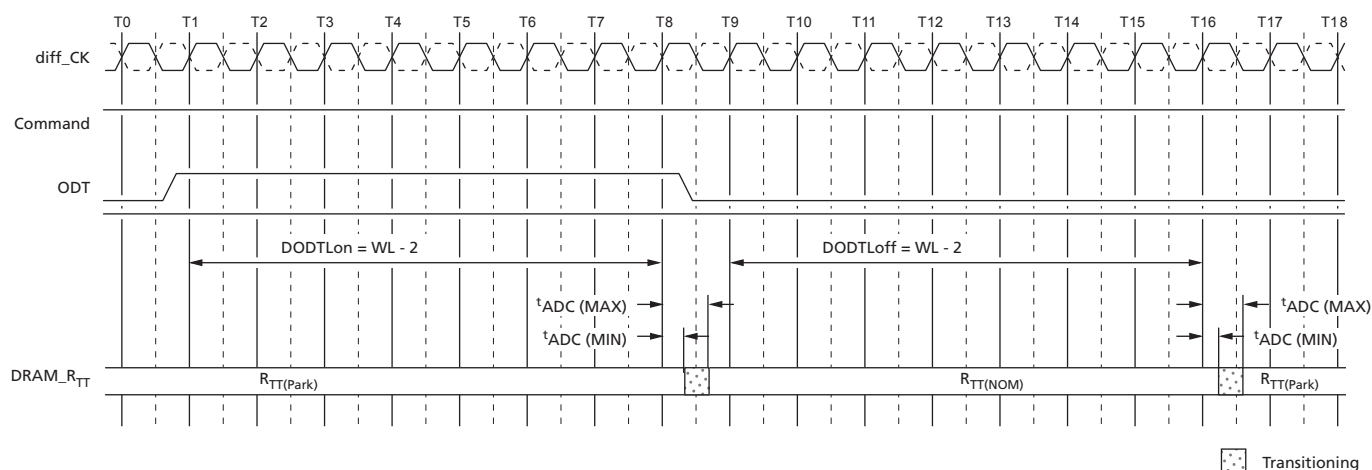 T0 T1 T2 T3 T4 T5 T6 T7 T8 T9 T10 T11 T12 T13 T14 T15 T16 T17 T18
diff_CK
Command
ODT
DODTLon = WL - 2 DODTLoff = WL - 2
tADC (MAX) tADC (MAX)
tADC (MIN) tADC (MIN)
DRAM_RTT RTT(Park) RTT(NOM) RTT(Park)
Transitioning